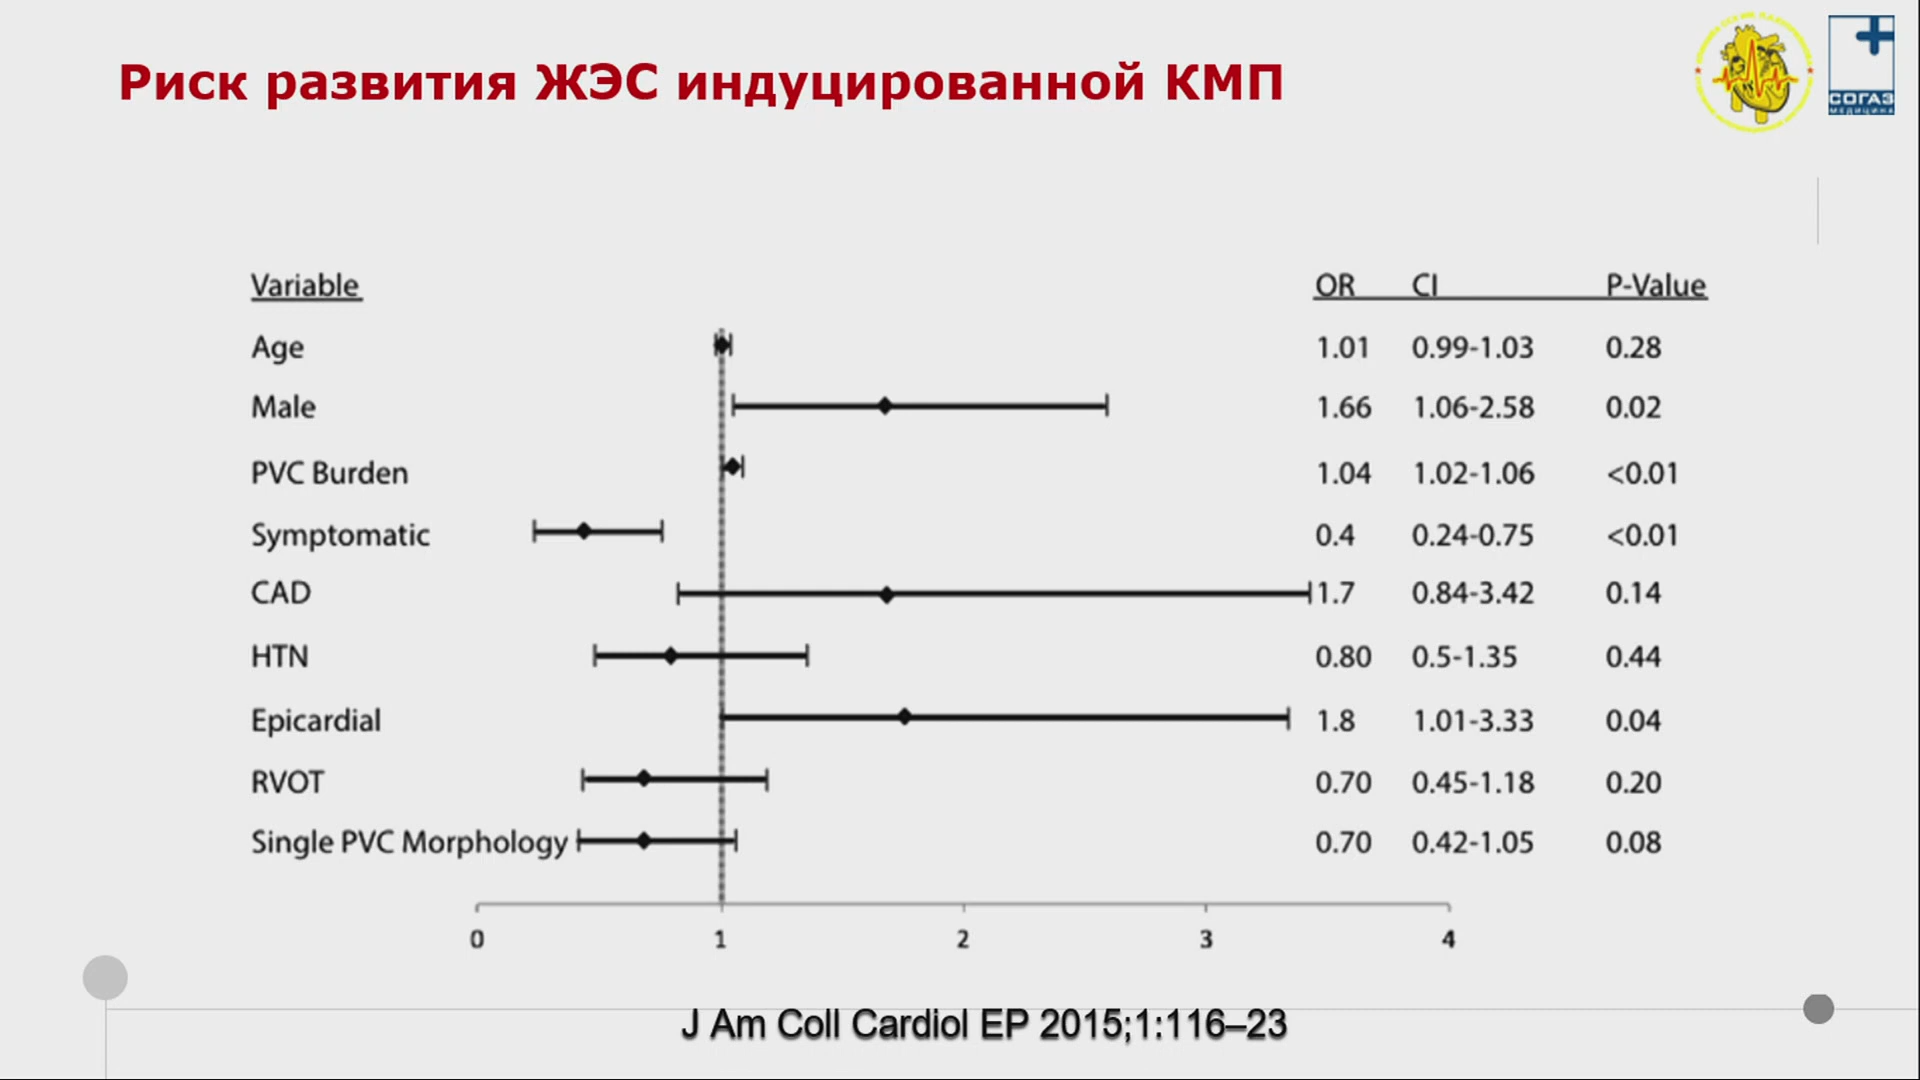 Риск развития ЖЭС индуцированной КМП
СОГАЗ
медицина
Variable OR CI P-Value
Age 1.01 0.99-1.03 0.28
Male 1.66 1.06-2.58 0.02
PVC Burden 1.04 1.02-1.06 <0.01
Symptomatic 0.4 0.24-0.75 <0.01
CAD 1.7 0.84-3.42 0.14
HTN 0.80 0.5-1.35 0.44
Epicardial 1.8 1.01-3.33 0.04
RVOT 0.70 0.45-1.18 0.20
Single PVC Morphology 0.70 0.42-1.05 0.08
0 1 2 3 4
J Am Coll Cardiol EP 2015;1:116–23